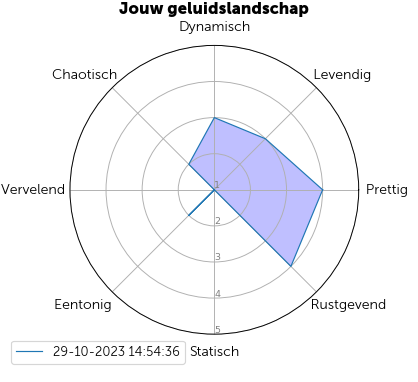 Jouw geluidslandschap
Dynamisch
Chaotisch
Levendig
Vervelend
1
Prettig
2
3
4
Eentonig
Rustgevend
5
29-10-2023 14:54:36
Statisch